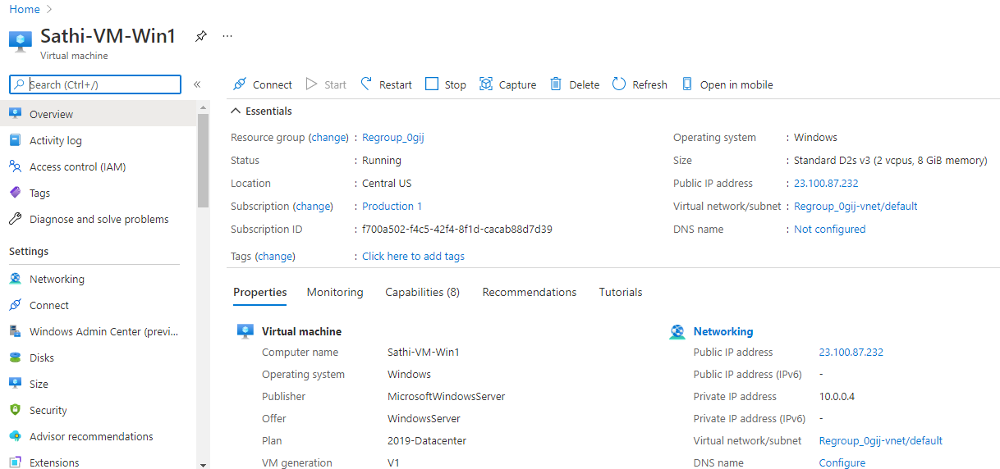 Home
Sathi-VM-Win1
Virtual machine
Search (Ctrl+/)
Overview
Activity log
Access control (IAM)
Tags
Diagnose and solve problems
Settings
Networking
Connect
Windows Admin Center (previ...
Disks
Size
Security
Advisor recommendations
Extensions
Connect Start Restart Stop Capture Delete Refresh Open in mobile
Essentials
Resource group (change) : Regroup_0gij
Status : Running
Location : Central US
Subscription (change) : Production 1
Subscription ID : f700a502-f4c5-42f4-8f1d-cacab88d7d39
Tags (change) : Click here to add tags
Operating system : Windows
Size : Standard D2s v3 (2 vcpus, 8 GiB memory)
Public IP address : 23.100.87.232
Virtual network/subnet : Regroup_0gij-vnet/default
DNS name : Not configured
Properties Monitoring Capabilities (8) Recommendations Tutorials
Virtual machine
Computer name Sathi-VM-Win1
Operating system Windows
Publisher MicrosoftWindowsServer
Offer WindowsServer
Plan 2019-Datacenter
VM generation V1
Networking
Public IP address 23.100.87.232
Public IP address (IPv6) -
Private IP address 10.0.0.4
Private IP address (IPv6) -
Virtual network/subnet Regroup_0gij-vnet/default
DNS name Configure